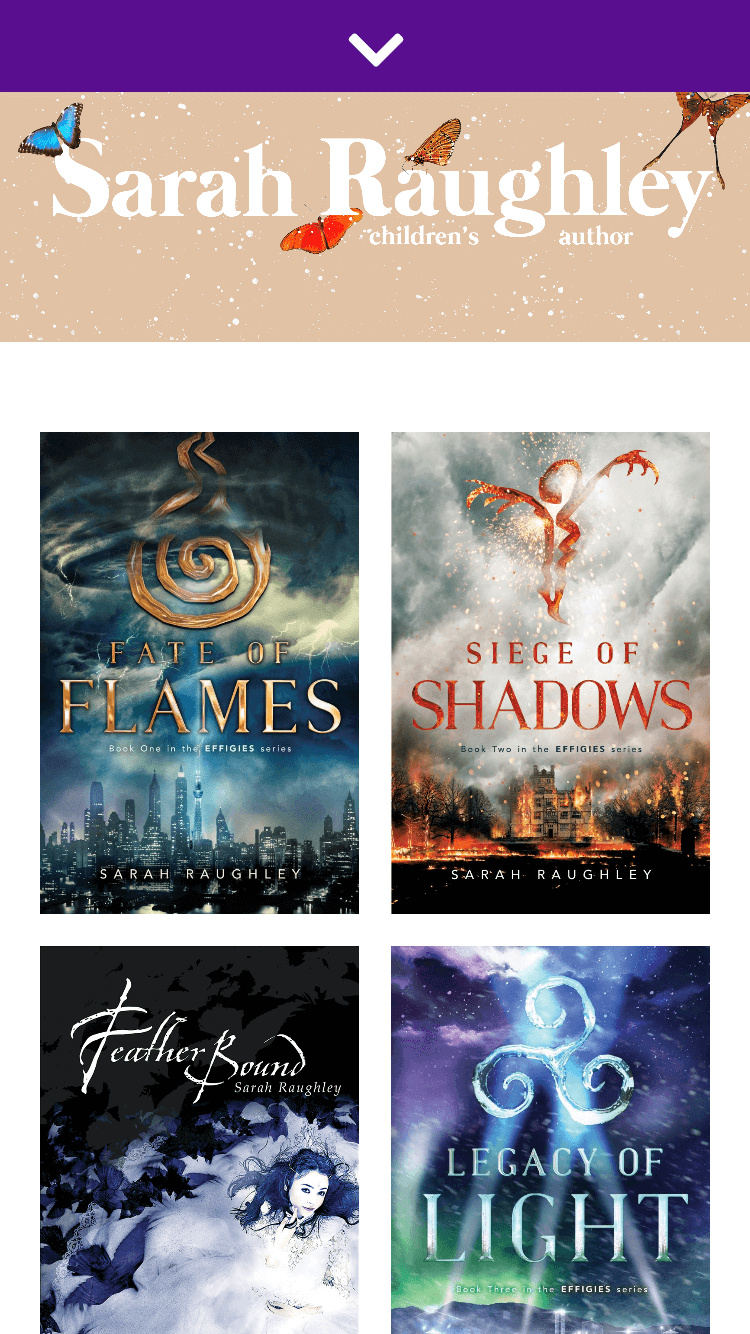 Sarah Raughley
children's author
FATE OF
FLAMES
Book One in the EFFIGIES series
SARAH RAUGHLEY
SIEGE OF
SHADOWS
Book Two in the EFFIGIES series
SARAH RAUGHLEY
Feather Bound
Sarah Raughley
LEGACY OF
LIGHT
Book Three in the EFFIGIES series